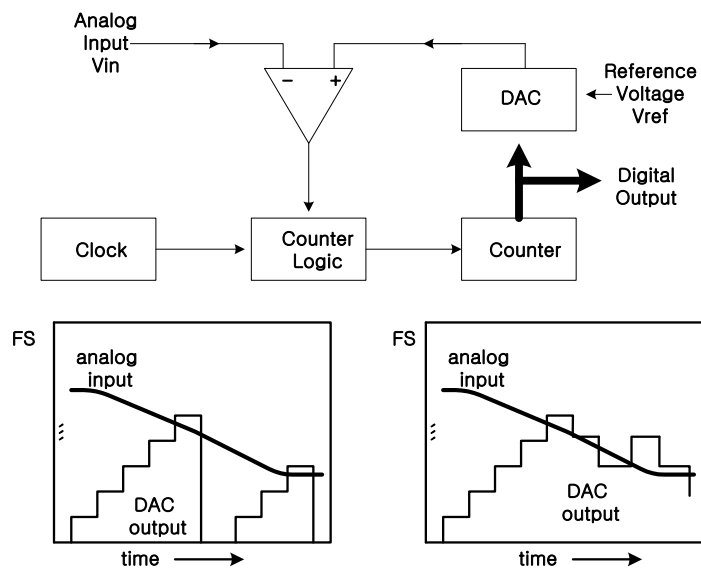 Analog
Input
Vin
−
+
DAC
Reference
Voltage
Vref
Digital
Output
Clock
Counter
Logic
Counter
FS
analog
input
DAC
output
time
FS
analog
input
DAC
output
time